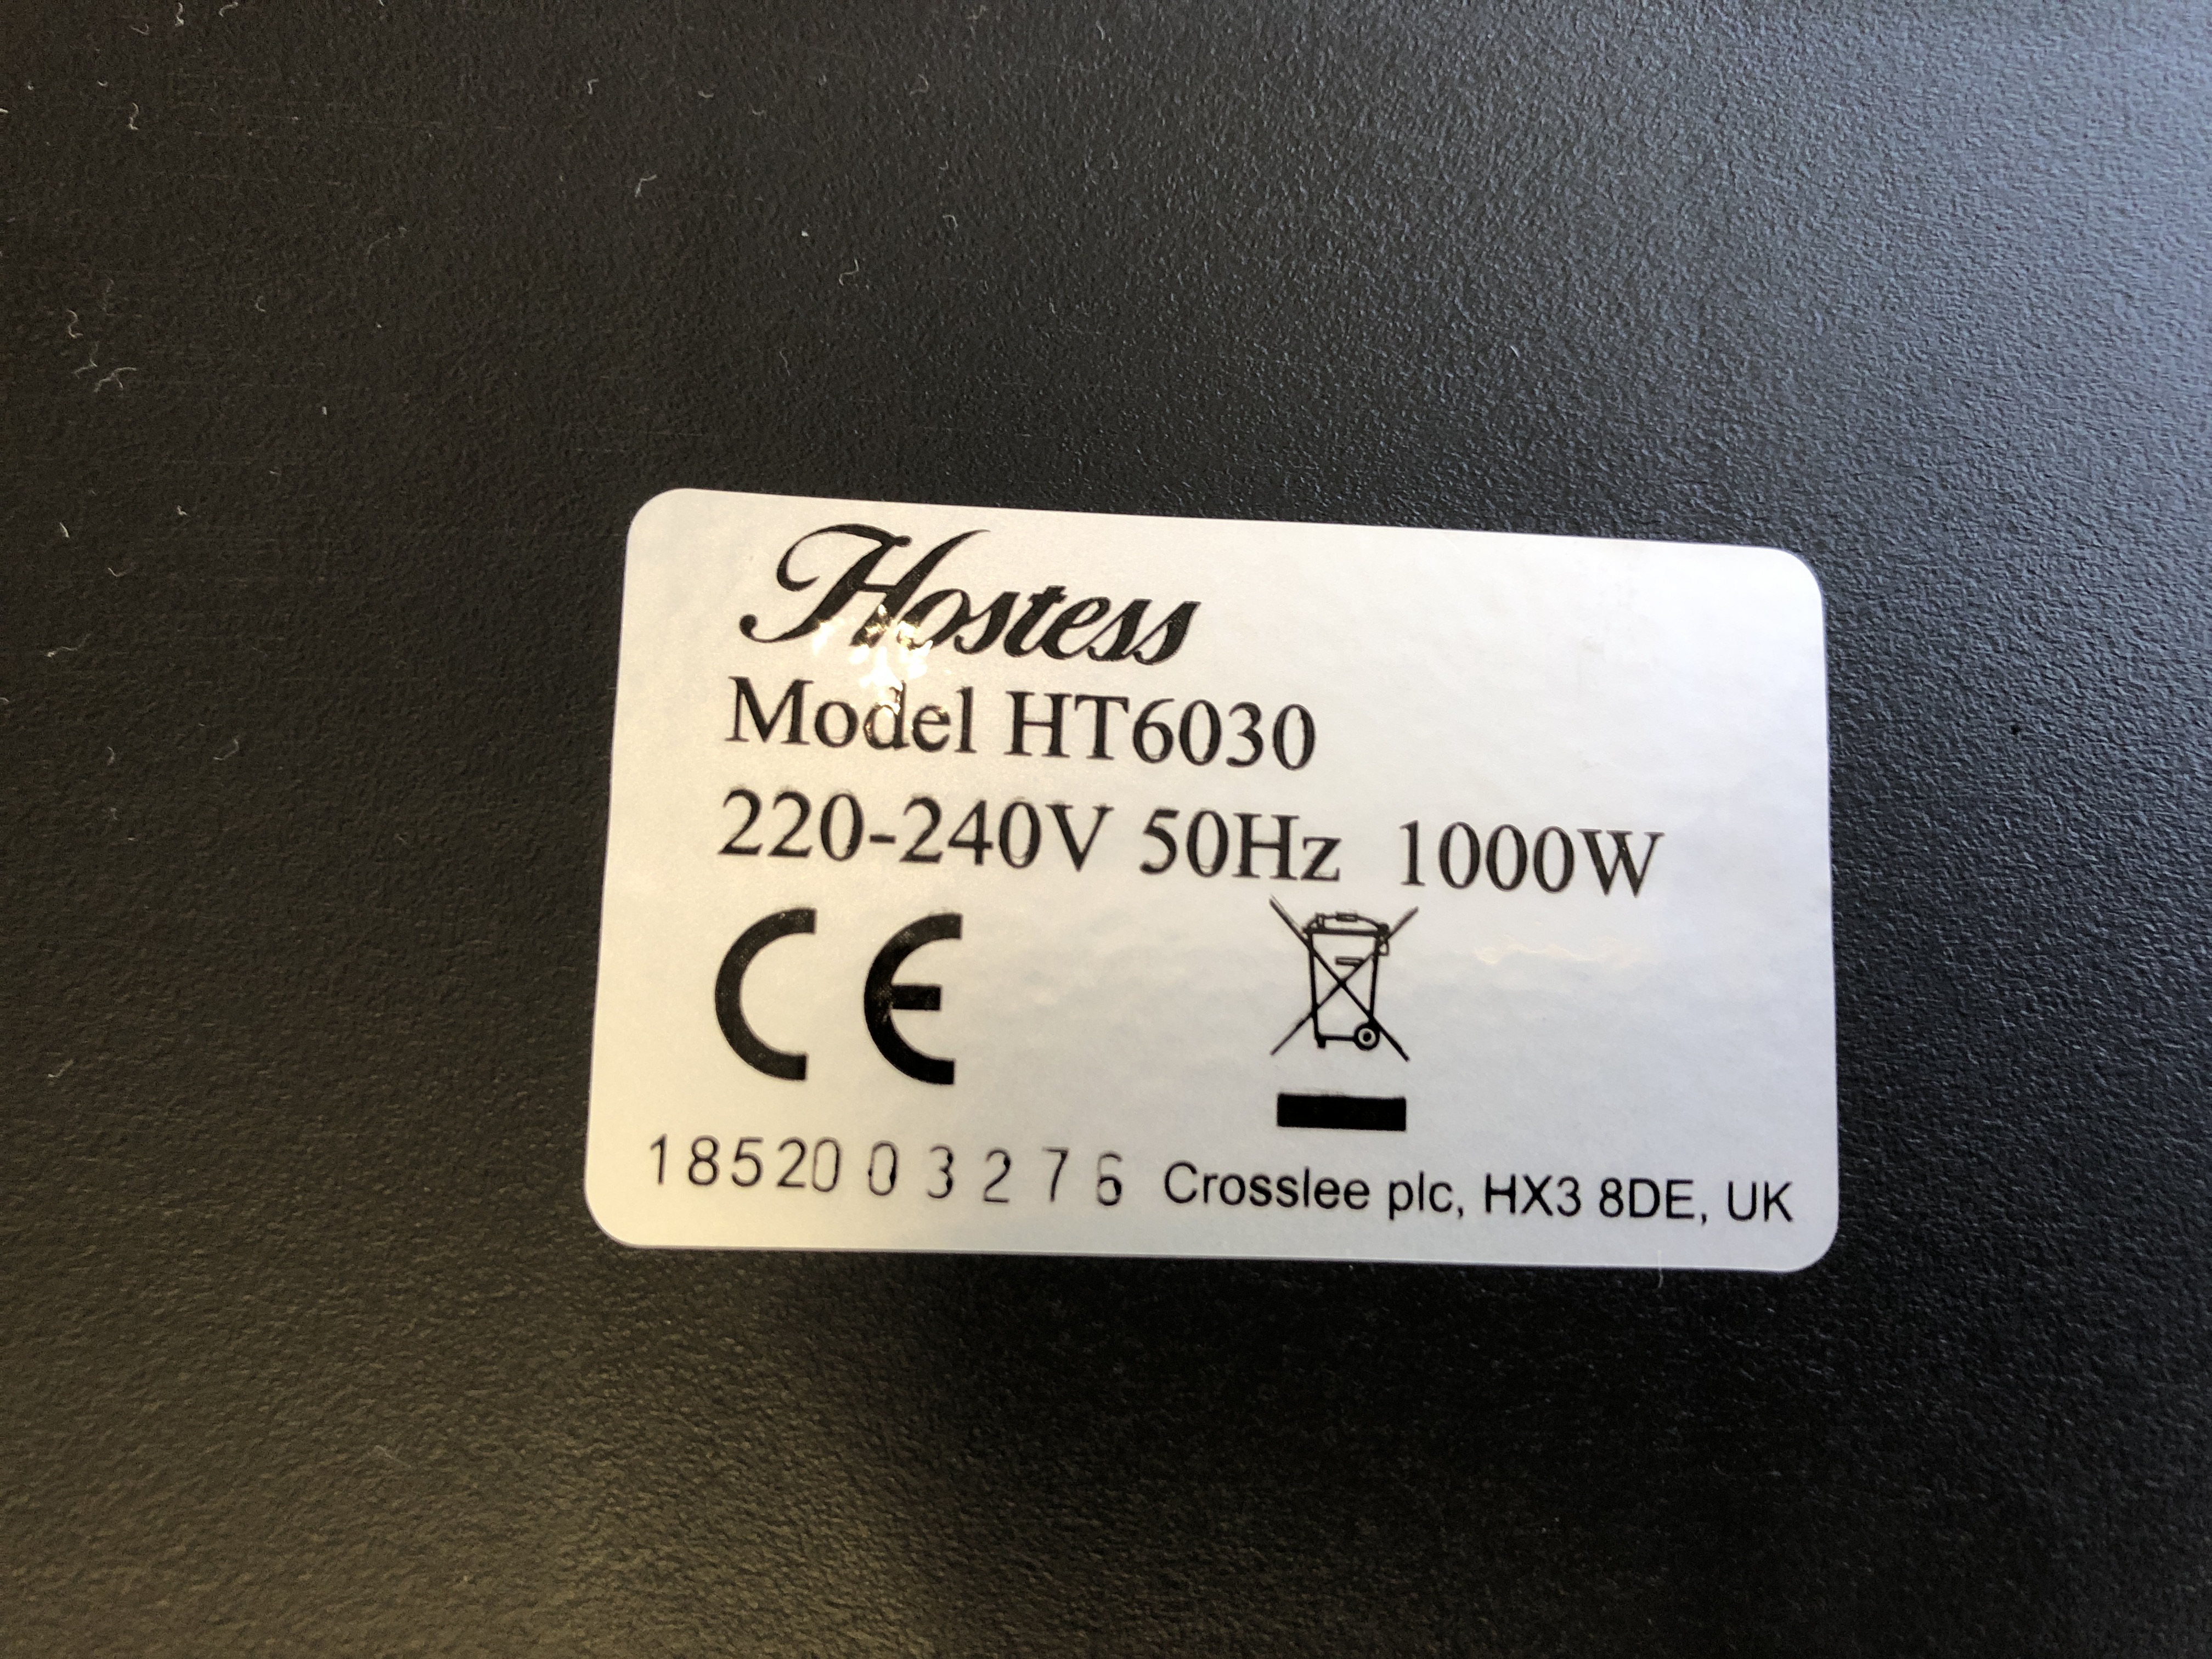 Hostess
Model HT6030
220-240V 50Hz 1000W
CE
18520 0 3 2 7 6 Crosslee plc, HX3 8DE, UK